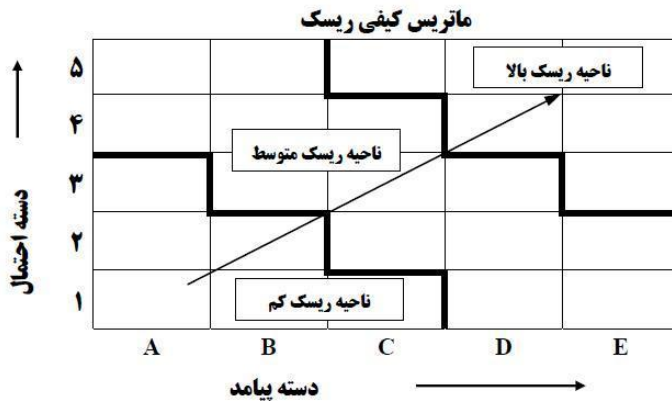 ماتریس کیفی ریسک
ناحیه ریسک بالا
ناحیه ریسک متوسط
ناحیه ریسک کم
دسته احتمال
۵
۴
۳
۲
۱
A B C D E
دسته پیامد